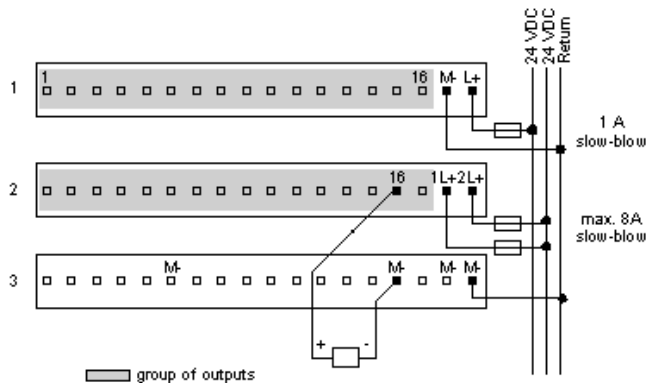 24 VDC
24 VDC
Return
1
16
M- L+
1
1 A
slow-blow
16
1L+2L+
2
max. 8A
slow-blow
M-
M-
M- M-
3
+
-
group of outputs